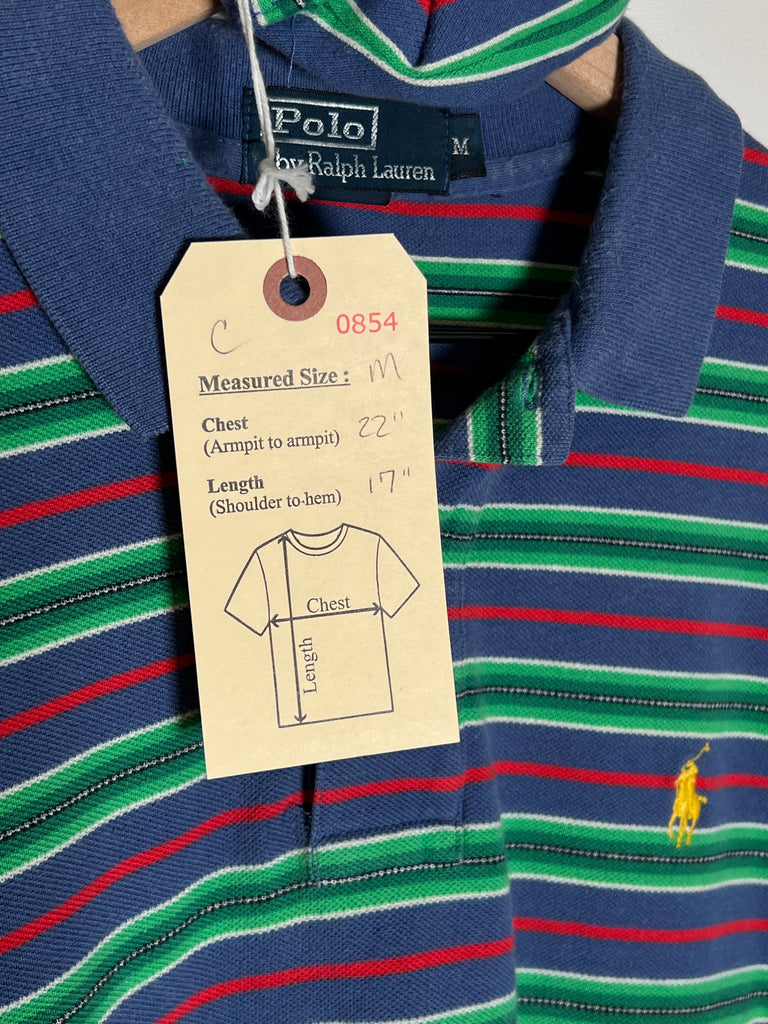 Polo
by Ralph Lauren
M
C
0854
Measured Size : M
Chest
(Armpit to armpit) 22"
Length
(Shoulder to hem) 17"
Chest
Length